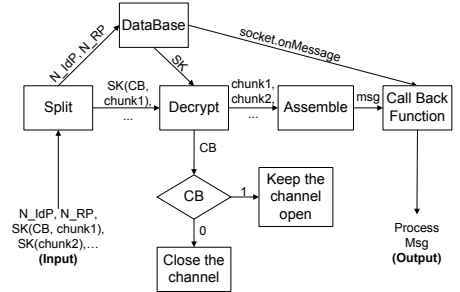 DataBase
N_IdP, N_RP
socket.onMessage
SK
SK(CB,
chunk1),
...
chunk1,
chunk2,
...
msg
Split
Decrypt
Assemble
Call Back
Function
CB
CB
1
Keep the
channel
open
0
Close the
channel
N_IdP, N_RP,
SK(CB, chunk1),
SK(chunk2),...
(Input)
Process
Msg
(Output)